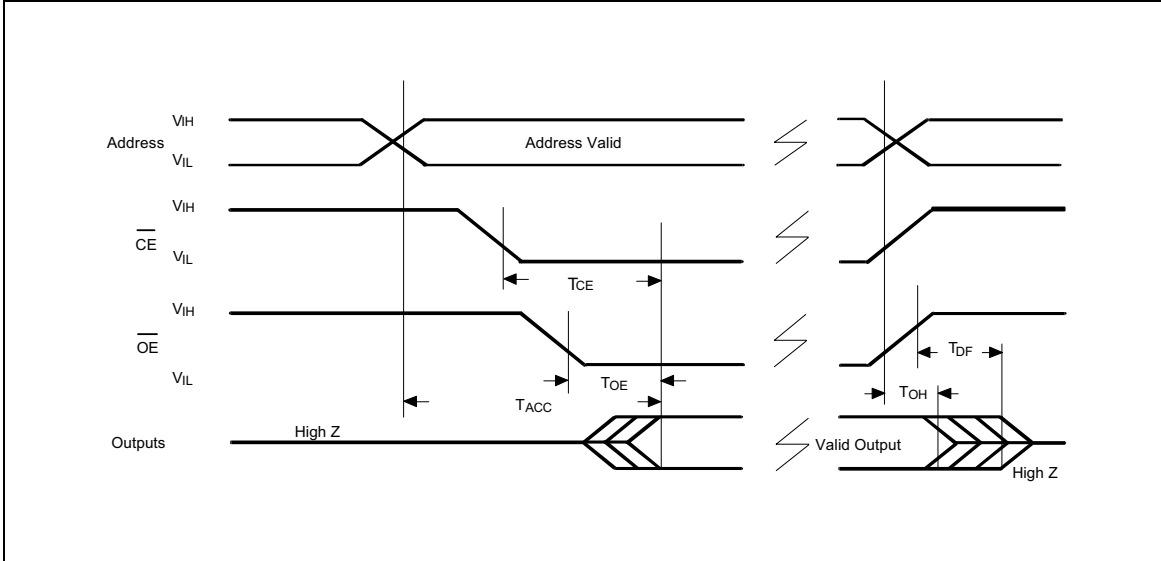 VIH
Address
Address Valid
VIL
VIH
CE
VIL
TCE
VIH
OE
TDF
VIL
TOE
TOH
TACC
High Z
Outputs
Valid Output
High Z